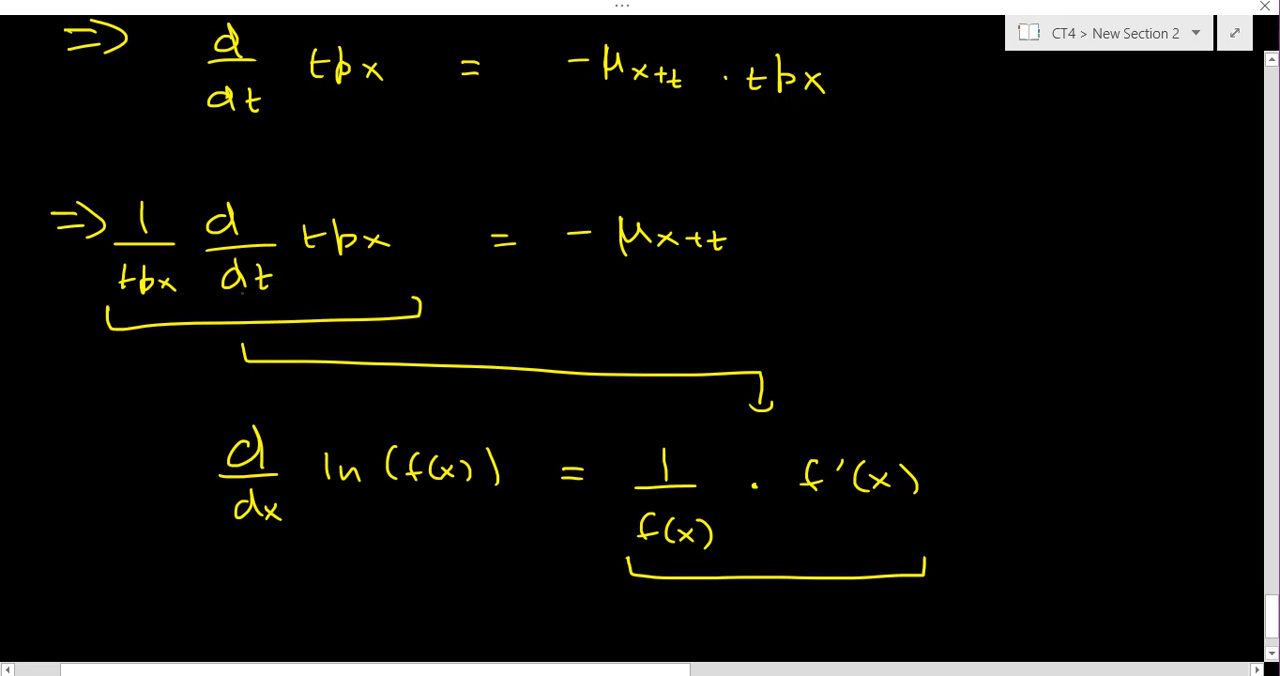 CT4 > New Section 2
=> d/dt tpx = -μx+t · tpx
=> 1/tpx d/dt tpx = -μx+t
d/dx ln(f(x)) = 1/f(x) · f'(x)